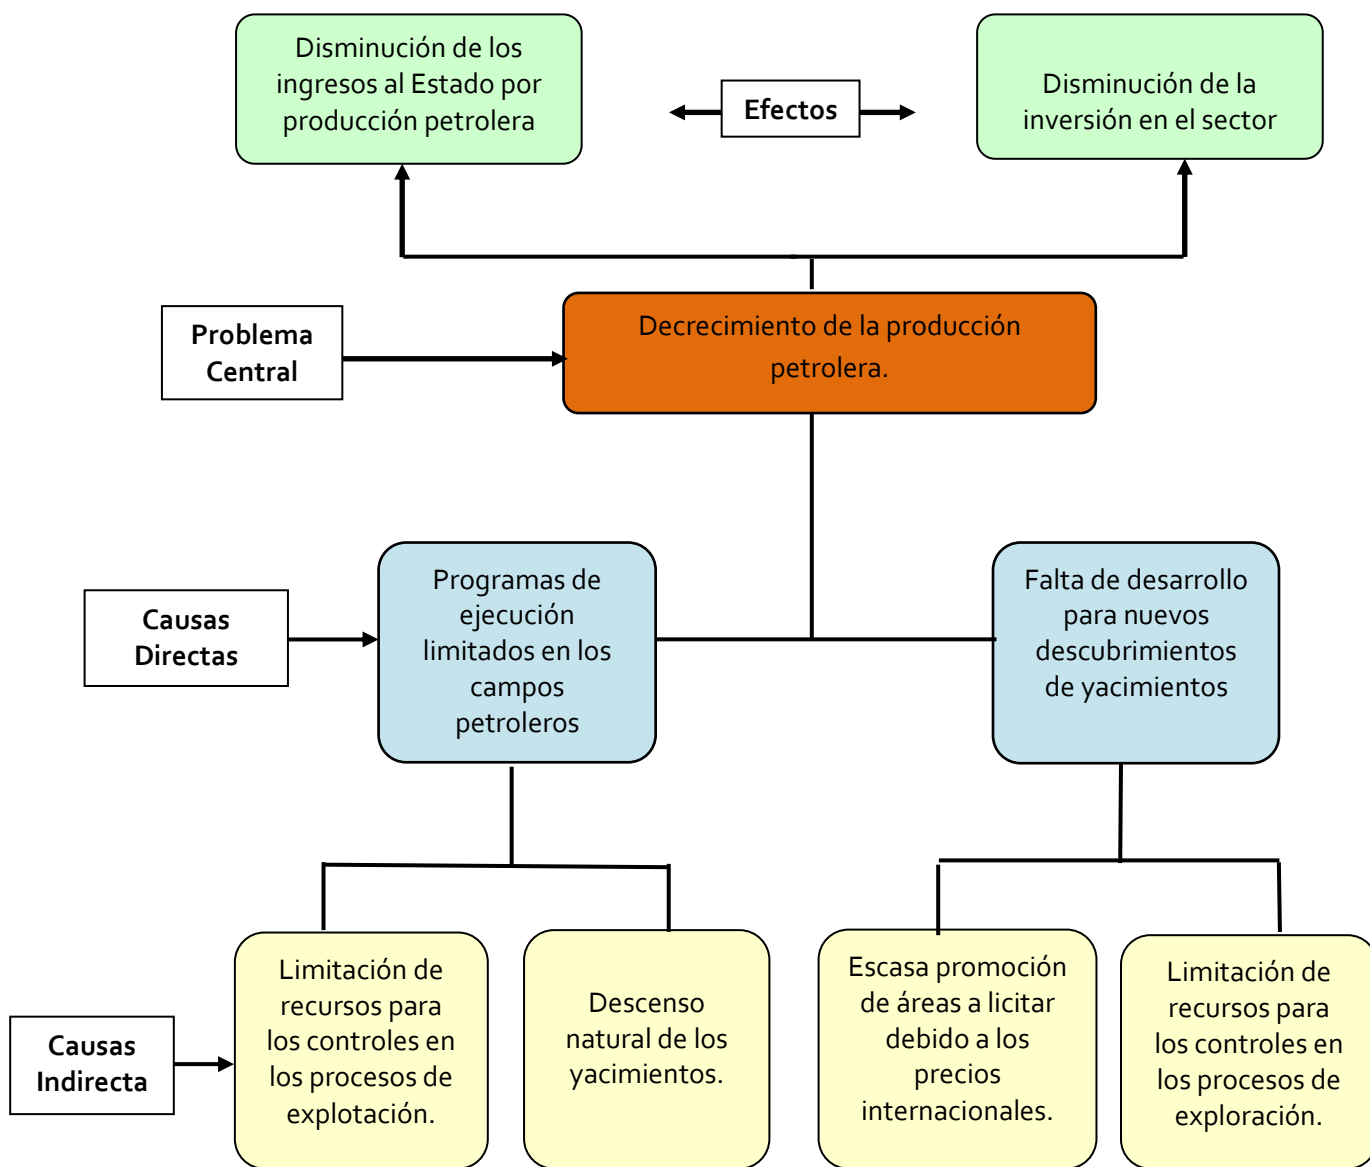 Disminución de los
ingresos al Estado por
producción petrolera
Efectos
Disminución de la
inversión en el sector
Problema
Central
Decrecimiento de la producción
petrolera.
Causas
Directas
Programas de
ejecución
limitados en los
campos
petroleros
Falta de desarrollo
para nuevos
descubrimientos
de yacimientos
Causas
Indirecta
Limitación de
recursos para
los controles en
los procesos de
explotación.
Descenso
natural de los
yacimientos.
Escasa promoción
de áreas a licitar
debido a los
precios
internacionales.
Limitación de
recursos para
los controles en
los procesos de
exploración.